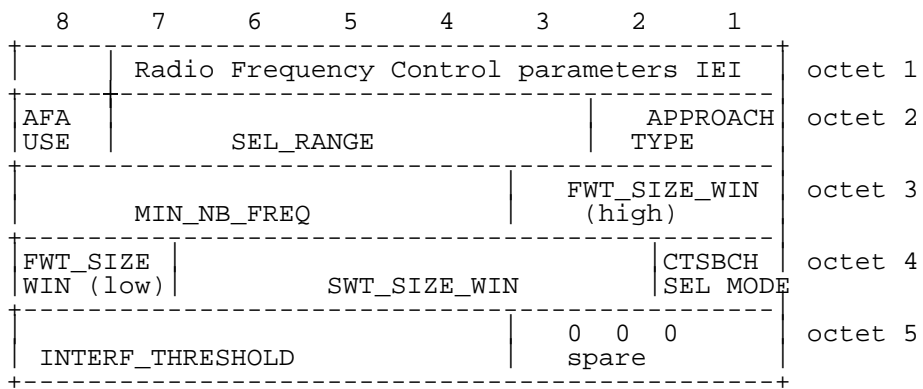 8 7 6 5 4 3 2 1
Radio Frequency Control parameters IEI octet 1
AFA APPROACH octet 2
USE SEL_RANGE TYPE
FWT_SIZE_WIN octet 3
MIN_NB_FREQ (high)
FWT_SIZE CTSBCH octet 4
WIN (low) SWT_SIZE_WIN SEL MODE
0 0 0 octet 5
INTERF_THRESHOLD spare